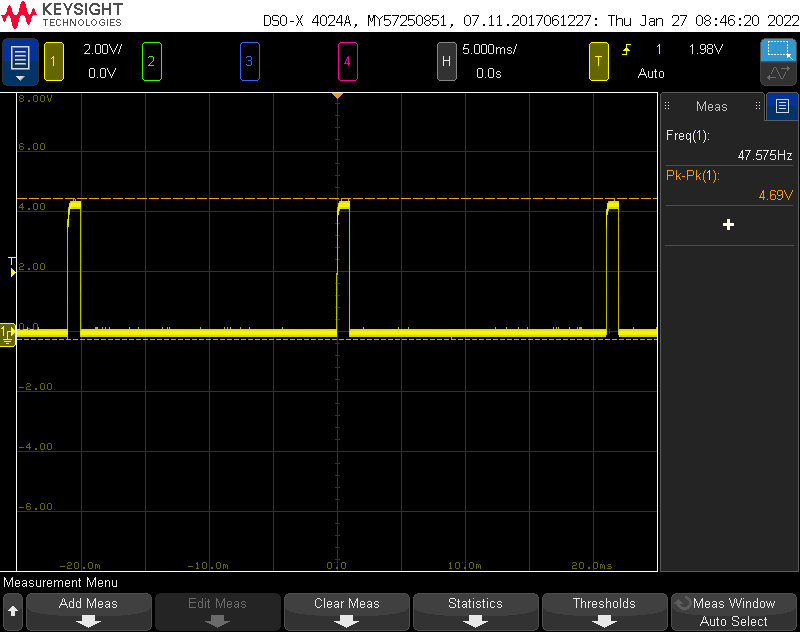 KEYSIGHT
TECHNOLOGIES
DSO-X 4024A, MY57250851, 07.11.2017061227: Thu Jan 27 08:46:20 2022
1 2.00V/ 2 3 4 H 5.000ms/ T 1 1.98V
0.0V 0.0s Auto
8.00V
6.00
4.00
2.00
0.0
-2.00
-4.00
-6.00
T
1
-20.0m -10.0m 0.0 10.0m 20.0ms
Meas
Freq(1):
47.575Hz
Pk-Pk(1):
4.69V
Measurement Menu
Add Meas Edit Meas Clear Meas Statistics Thresholds Meas Window
Auto Select